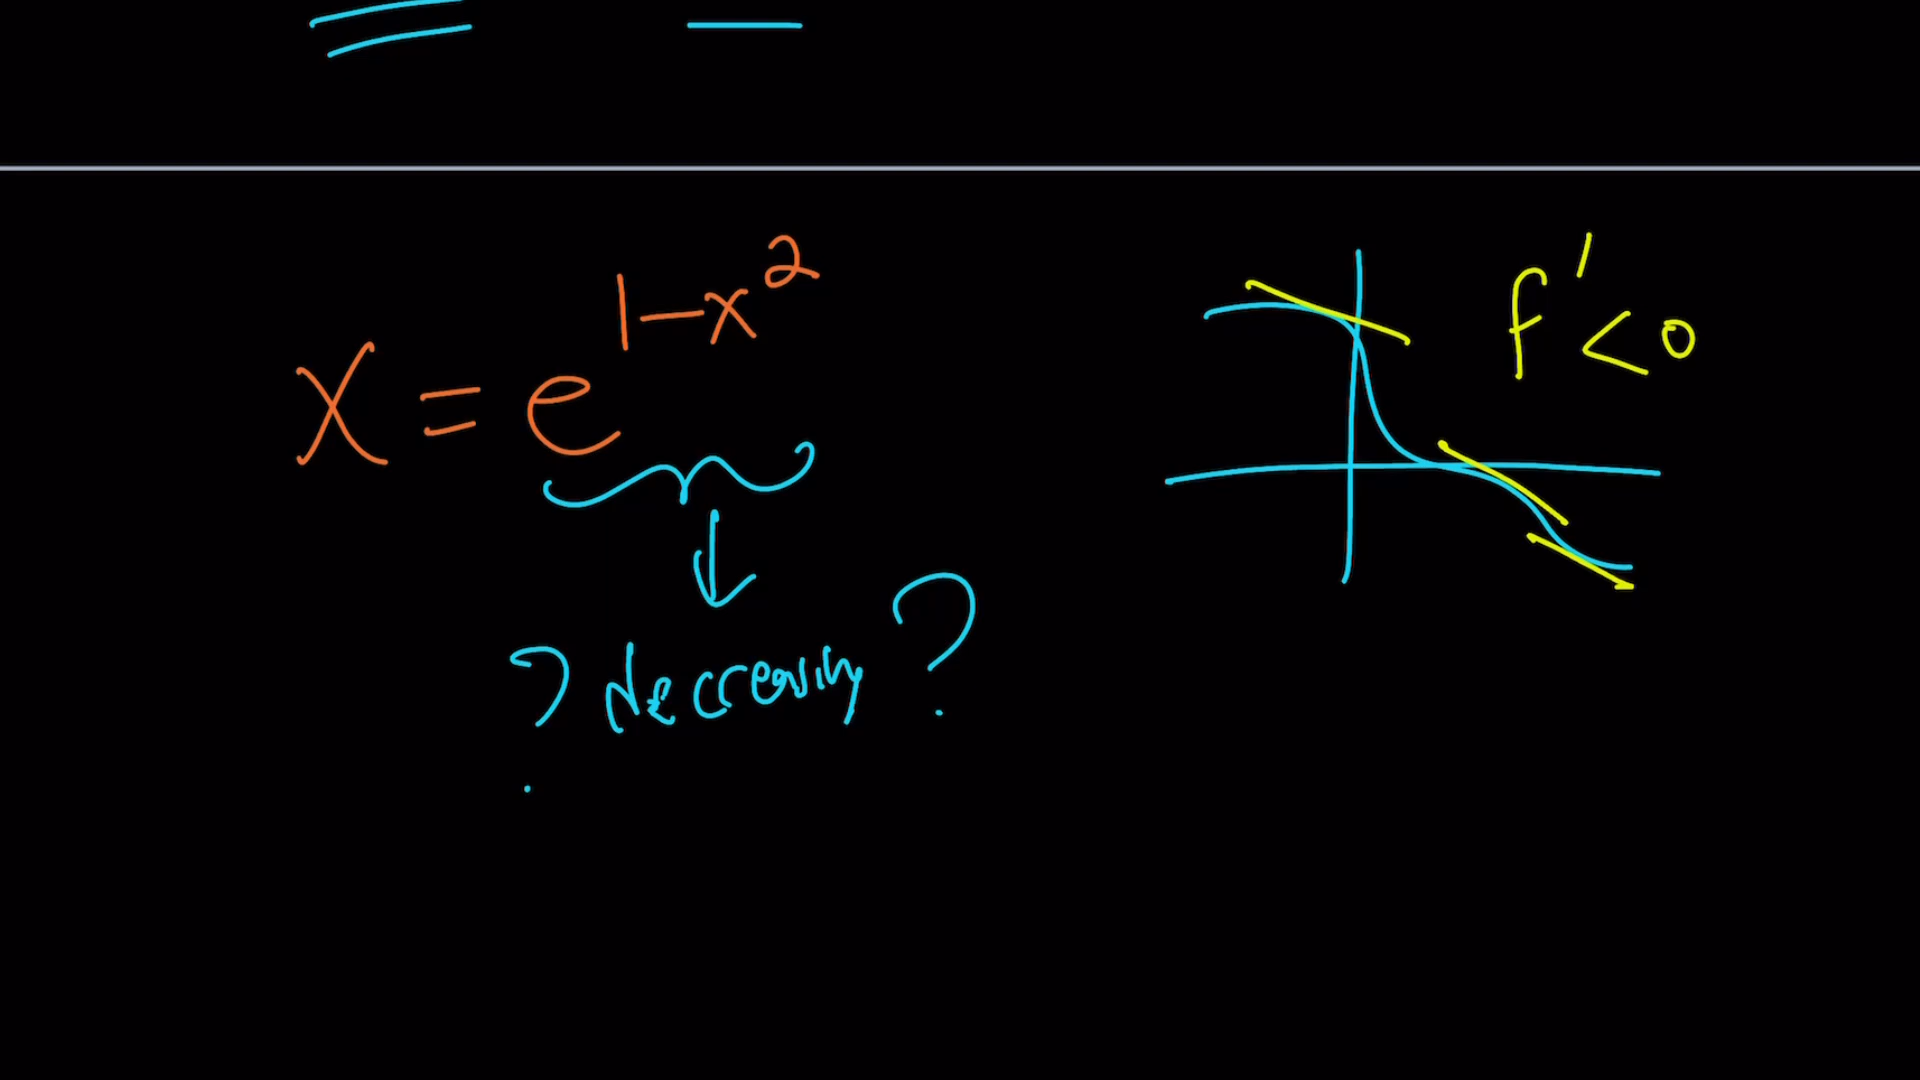 x = e^{1-x^2}
f' < 0
? decreasing ?